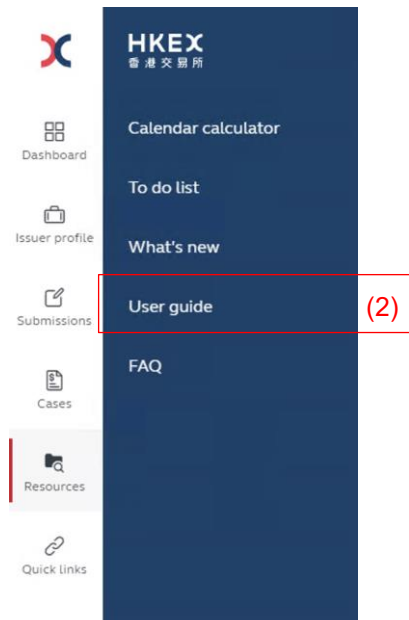 HKEX
香港交易所
Dashboard
Issuer profile
Submissions
Cases
Resources
Quick links
Calendar calculator
To do list
What's new
User guide
(2)
FAQ